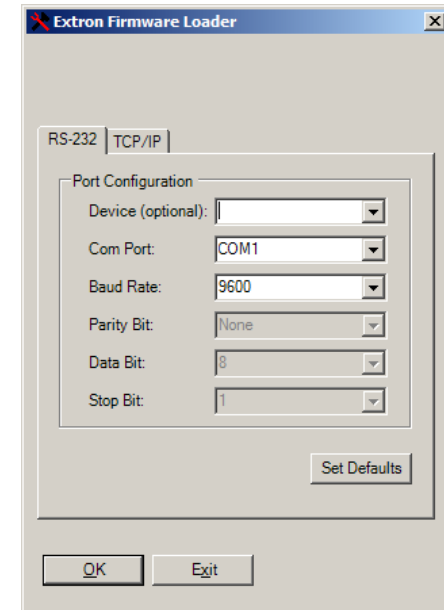 Extron Firmware Loader
RS-232 TCP/IP
Port Configuration
Device (optional):
Com Port: COM1
Baud Rate: 9600
Parity Bit: None
Data Bit: 8
Stop Bit: 1
Set Defaults
OK Exit